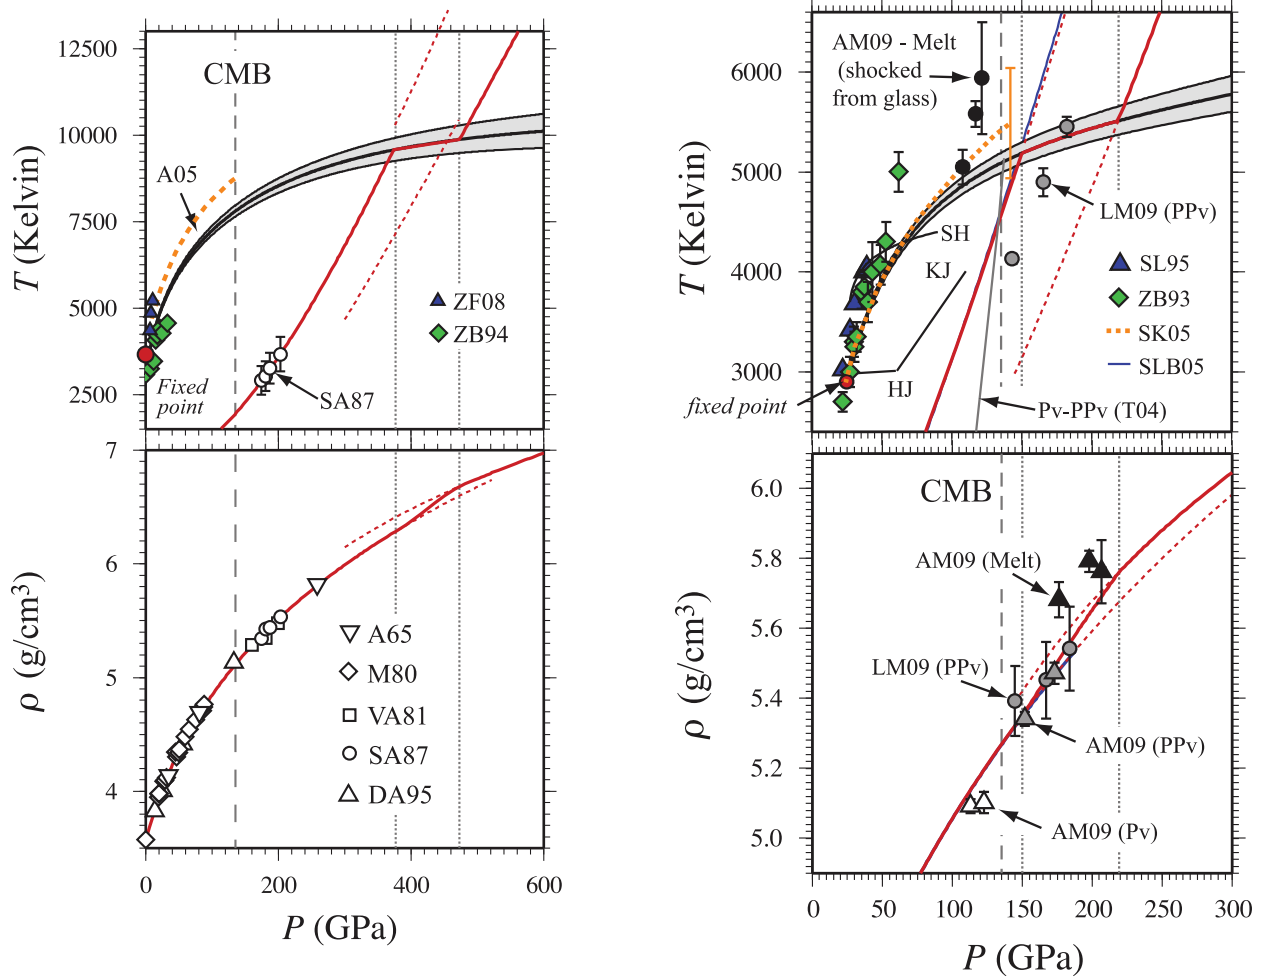 12500
10000
7500
5000
2500
T (Kelvin)
CMB
A05
ZF08
ZB94
Fixed
point
SA87
7
6
5
4
ρ (g/cm³)
A65
M80
VA81
SA87
DA95
0
200
400
600
P (GPa)
6000
5000
4000
3000
T (Kelvin)
AM09 - Melt
(shocked
from glass)
LM09 (PPv)
SH
KJ
HJ
SL95
ZB93
SK05
SLB05
fixed point
Pv-PPv (T04)
6.0
5.8
5.6
5.4
5.2
5.0
ρ (g/cm³)
CMB
AM09 (Melt)
LM09 (PPv)
AM09 (PPv)
AM09 (Pv)
0
50
100
150
200
250
300
P (GPa)